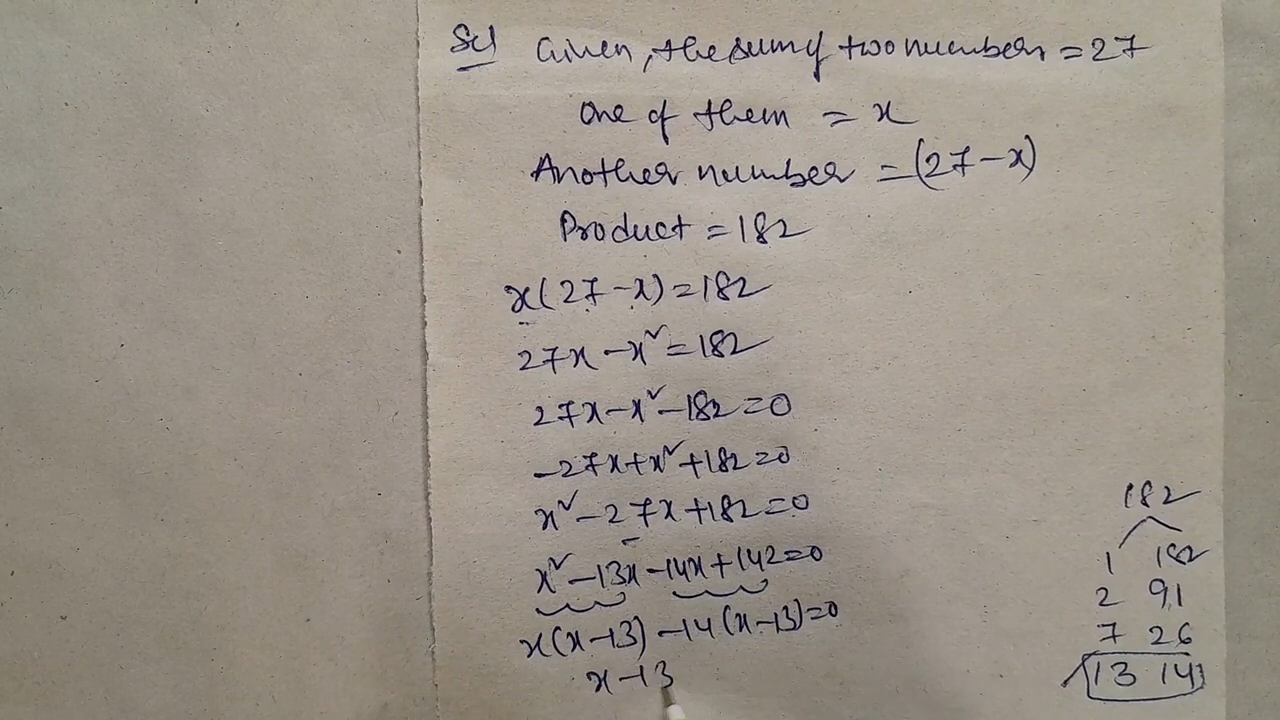 Sol Given, the sum of two numbers = 27
One of them = x
Another number = (27-x)
Product = 182
x(27-x)=182
27x-x²=182
27x-x²-182=0
-27x+x²+182=0
x²-27x+182=0
x²-13x-14x+142=0
x(x-13)-14(x-13)=0
x-13
182
1 182
2 91
7 26
13 14